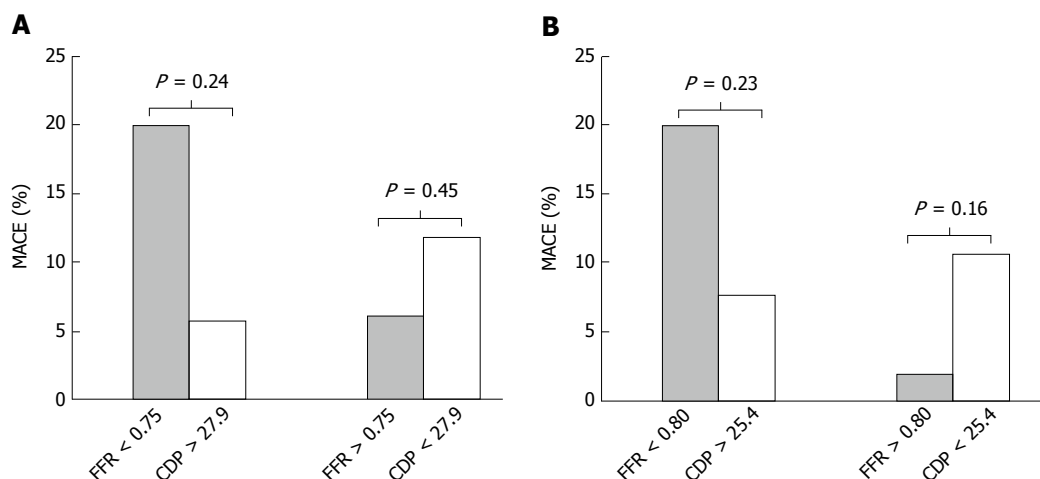 A
MACE (%)
25
20
15
10
5
0
P = 0.24
P = 0.45
FFR < 0.75
CDP > 27.9
FFR > 0.75
CDP < 27.9
B
MACE (%)
25
20
15
10
5
0
P = 0.23
P = 0.16
FFR < 0.80
CDP > 25.4
FFR > 0.80
CDP < 25.4